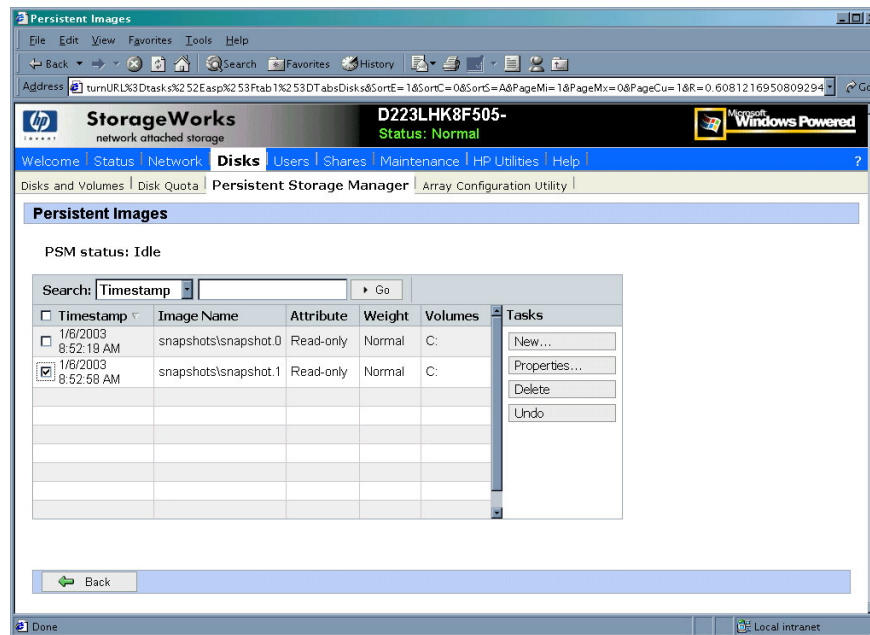 Persistent Images
File Edit View Favorites Tools Help
Back Search Favorites History
Address turnURL%3Dtasks%252Easp%253Ftab1%253DTabsDisks&SortE=1&SortC=0&SortS=A&PageMi=1&PageMx=0&PageCu=1&R=0.6081216950809294 Go
hp StorageWorks D223LHK8F505- Microsoft Windows Powered
invent network attached storage Status: Normal
Welcome Status Network Disks Users Shares Maintenance HP Utilities Help ?
Disks and Volumes Disk Quota Persistent Storage Manager Array Configuration Utility
Persistent Images
PSM status: Idle
Search: Timestamp Go
Timestamp Image Name Attribute Weight Volumes Tasks
1/6/2003 8:52:19 AM snapshots\snapshot.0 Read-only Normal C: New...
1/6/2003 8:52:58 AM snapshots\snapshot.1 Read-only Normal C: Properties...
Delete
Undo
Back
Done Local intranet